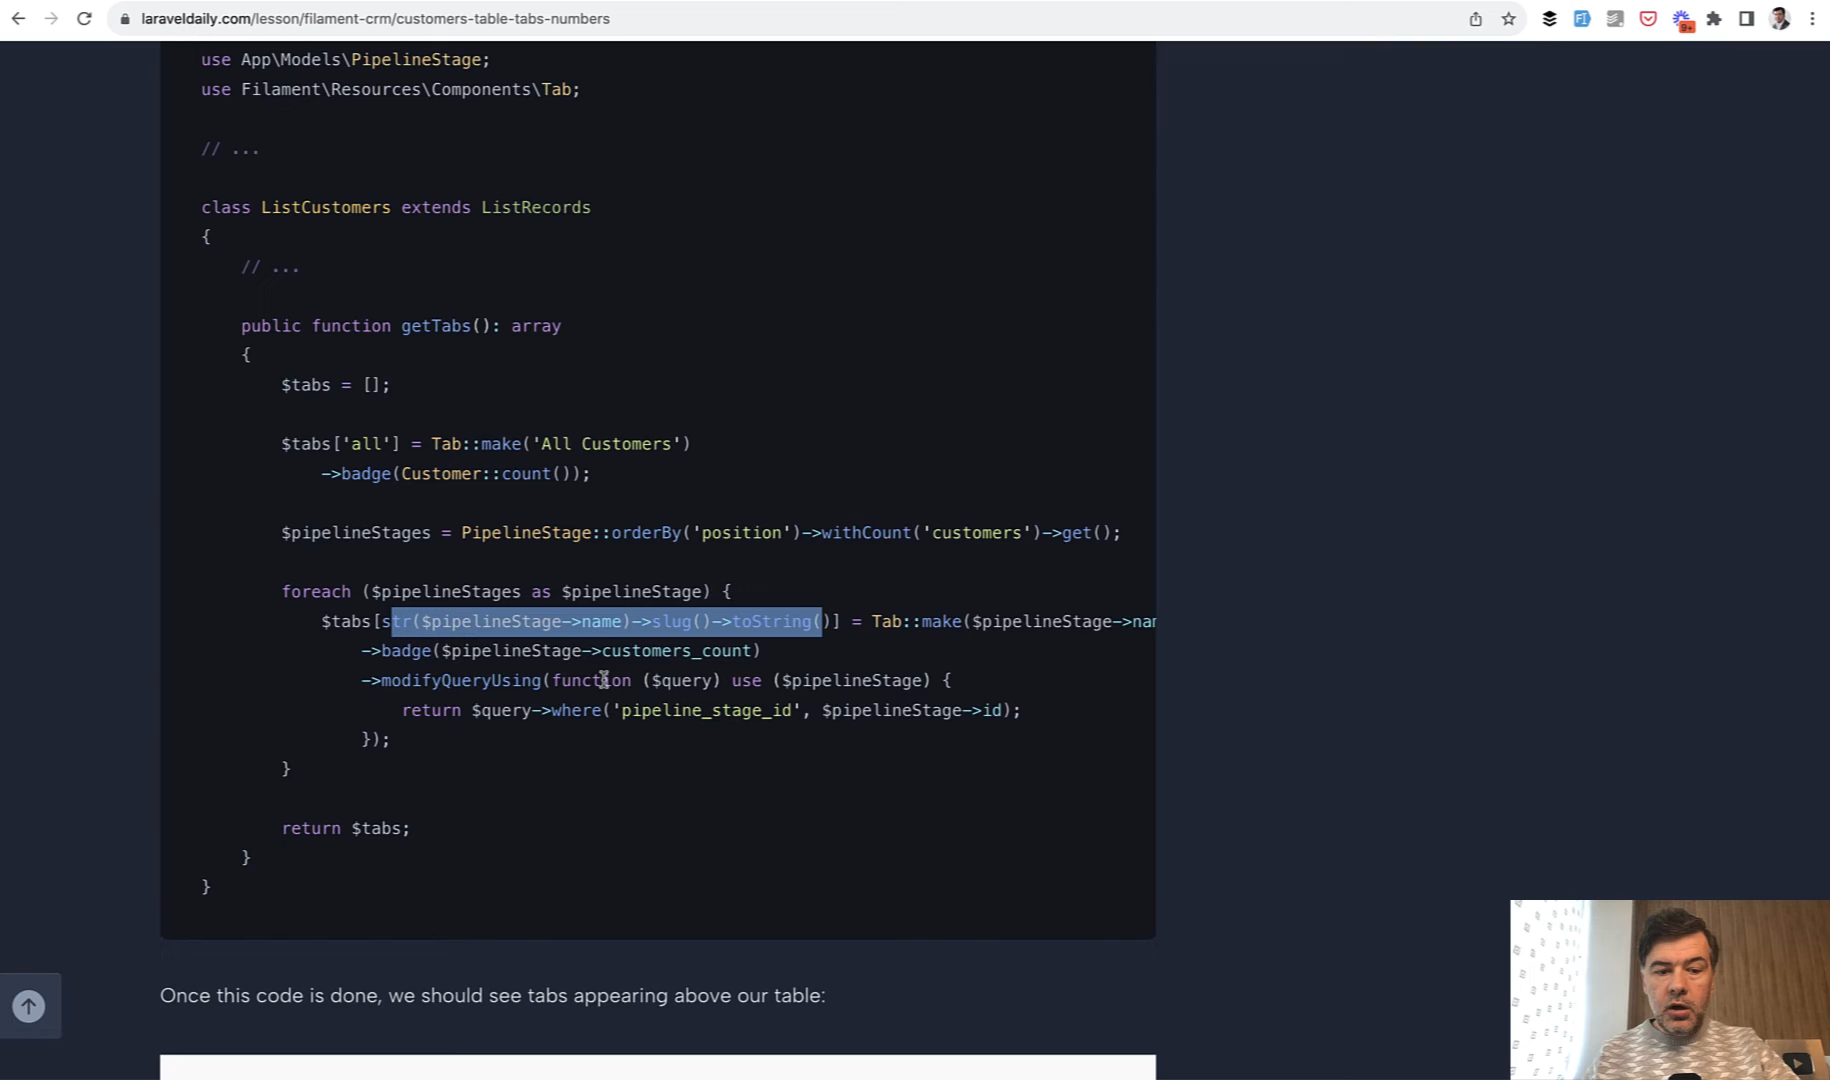 laraveldaily.com/lesson/filament-crm/customers-table-tabs-numbers
FI
9+
use App\Models\PipelineStage;
use Filament\Resources\Components\Tab;
// ...
class ListCustomers extends ListRecords
{
// ...
public function getTabs(): array
{
$tabs = [];
$tabs['all'] = Tab::make('All Customers')
->badge(Customer::count());
$pipelineStages = PipelineStage::orderBy('position')->withCount('customers')->get();
foreach ($pipelineStages as $pipelineStage) {
$tabs[str($pipelineStage->name)->slug()->toString()] = Tab::make($pipelineStage->nam
->badge($pipelineStage->customers_count)
->modifyQueryUsing(function ($query) use ($pipelineStage) {
return $query->where('pipeline_stage_id', $pipelineStage->id);
});
}
return $tabs;
}
}
Once this code is done, we should see tabs appearing above our table: